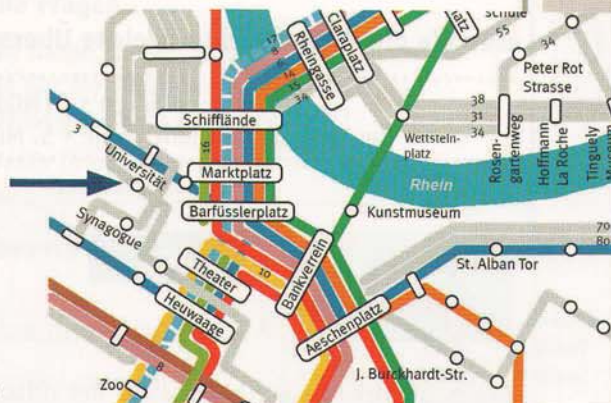 schule
55
34
Peter Rot
Strasse
17
8
6
14
15
34
Rheingasse
Claraplatz
Schifflände
38
31
34
Wettstein-
platz
Rosen-
gartenweg
Hoffmann
La Roche
Tinguely
3
Universität
16
Marktplatz
Rhein
Barfüsslerplatz
Kunstmuseum
Synagogue
Theater
10
Bankverein
St. Alban Tor
Heuwaage
Aeschenplatz
J. Burckhardt-Str.
Zoo
8